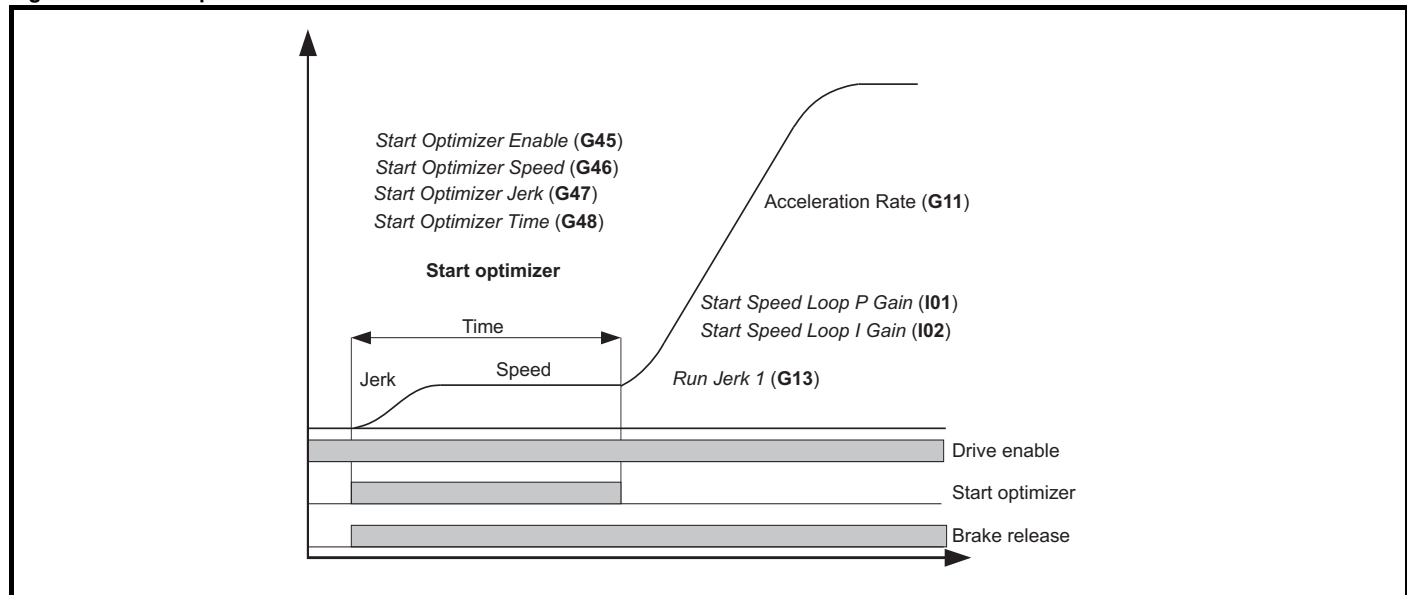 Start Optimizer Enable (G45)
Start Optimizer Speed (G46)
Start Optimizer Jerk (G47)
Start Optimizer Time (G48)
Start optimizer
Acceleration Rate (G11)
Start Speed Loop P Gain (I01)
Start Speed Loop I Gain (I02)
Time
Jerk
Speed
Run Jerk 1 (G13)
Drive enable
Start optimizer
Brake release